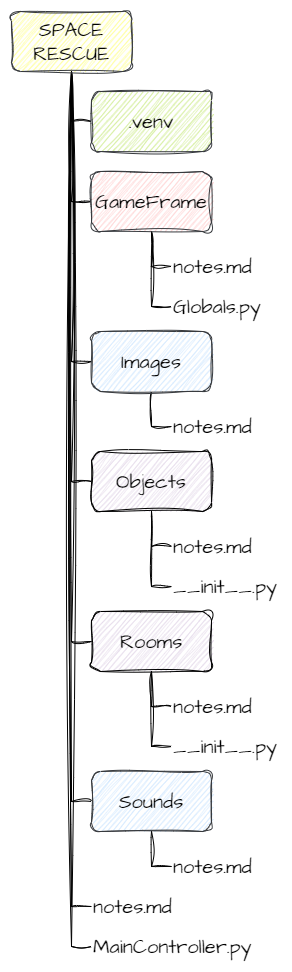 SPACE
RESCUE
.venv
GameFrame
notes.md
Globals.py
Images
notes.md
Objects
notes.md
__init__.py
Rooms
notes.md
__init__.py
Sounds
notes.md
notes.md
MainController.py